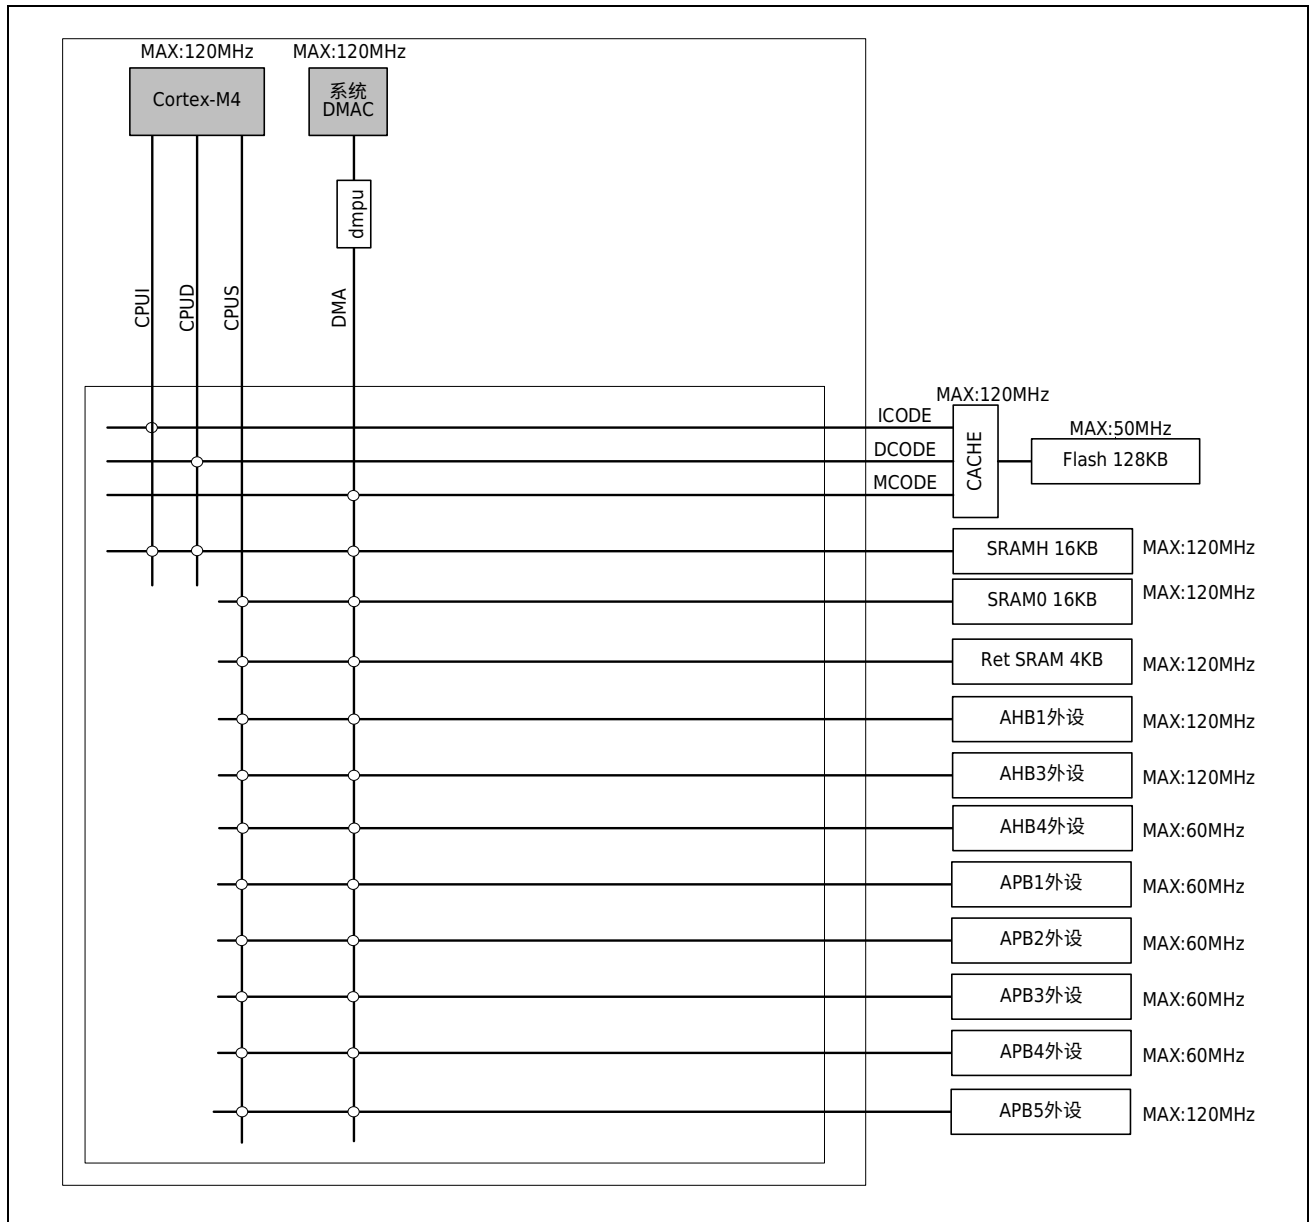 MAX:120MHz
MAX:120MHz
Cortex-M4
系统
DMAC
dmpu
CPUI
CPUD
CPUS
DMA
MAX:120MHz
ICODE
DCODE
MCODE
CACHE
MAX:50MHz
Flash 128KB
SRAMH 16KB
MAX:120MHz
SRAM0 16KB
MAX:120MHz
Ret SRAM 4KB
MAX:120MHz
AHB1外设
MAX:120MHz
AHB3外设
MAX:120MHz
AHB4外设
MAX:60MHz
APB1外设
MAX:60MHz
APB2外设
MAX:60MHz
APB3外设
MAX:60MHz
APB4外设
MAX:60MHz
APB5外设
MAX:120MHz